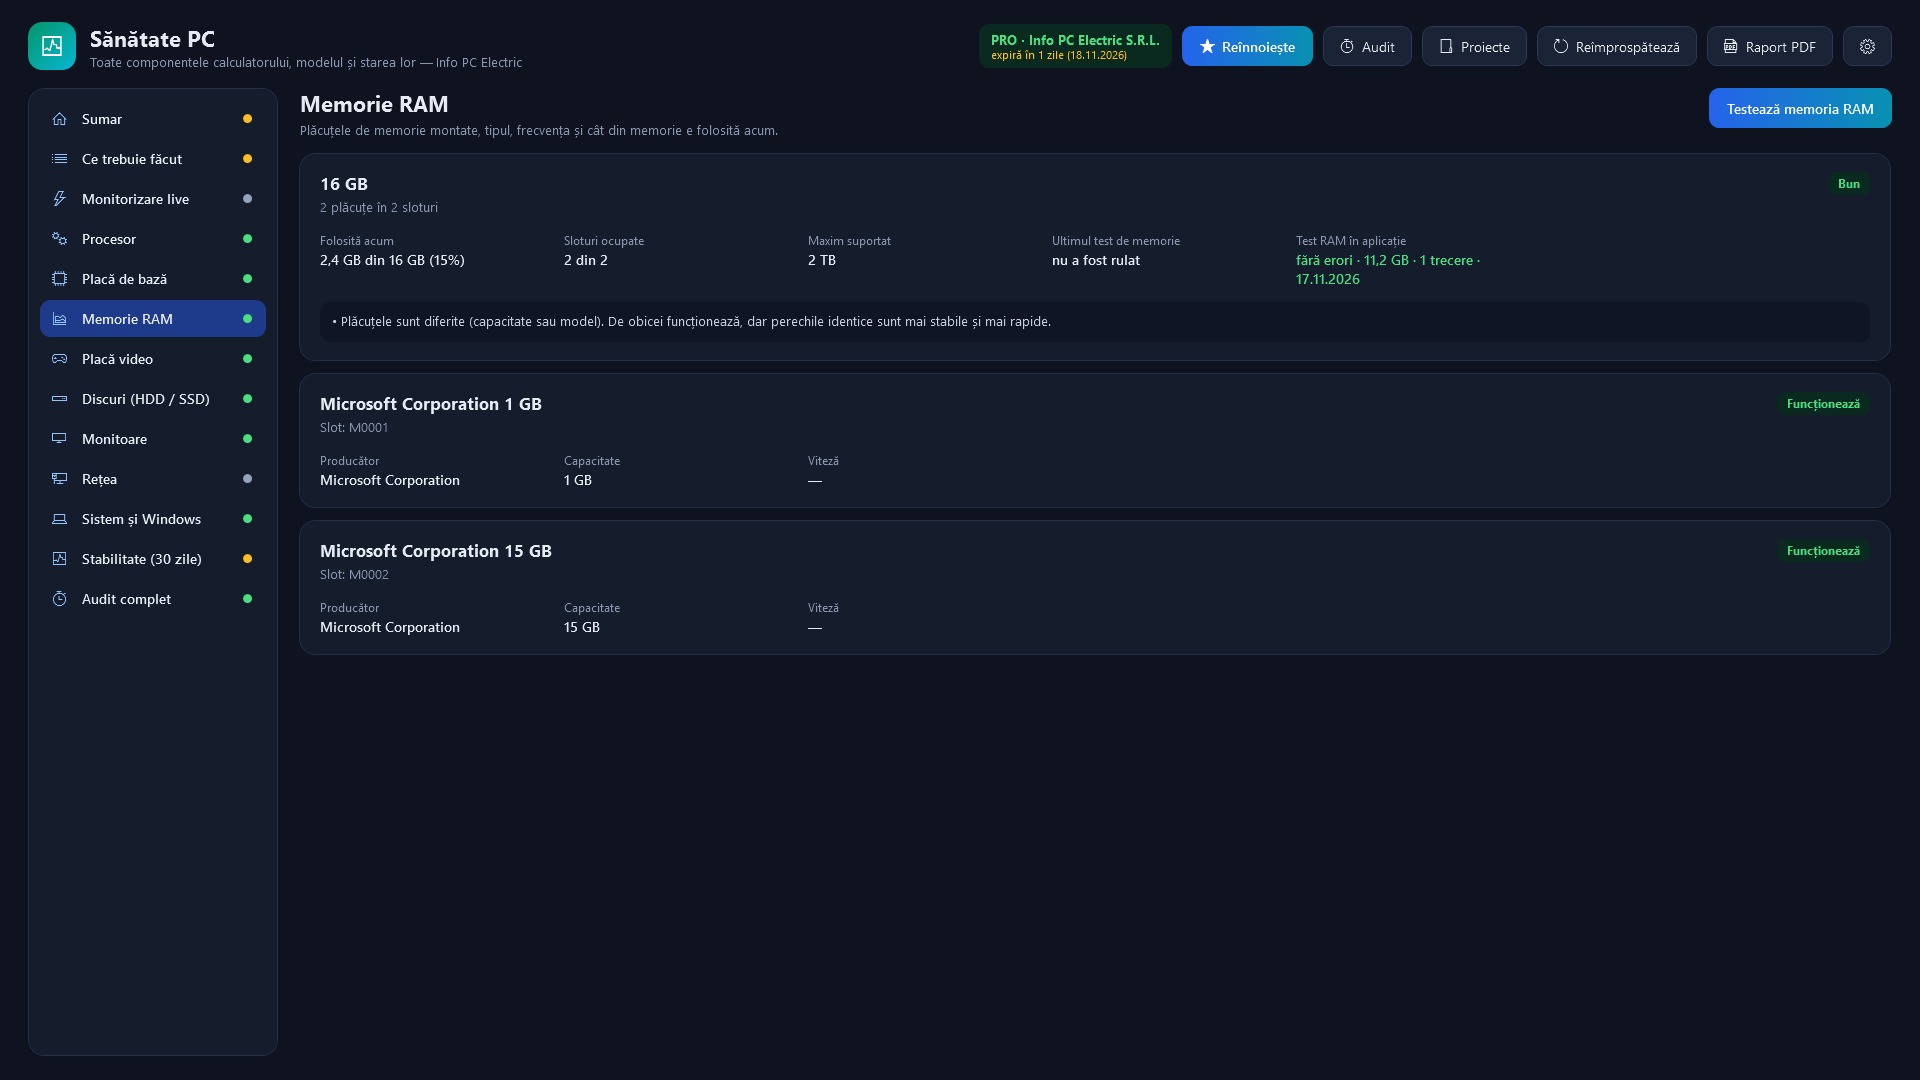 Sănătate PC
Toate componentele calculatorului, modelul și starea lor — Info PC Electric
PRO · Info PC Electric S.R.L.
expiră în 1 zile (18.11.2026)
Reînnoiește
Audit
Proiecte
Reîmprospătează
Raport PDF
Sumar
Ce trebuie făcut
Monitorizare live
Procesor
Placă de bază
Memorie RAM
Placă video
Discuri (HDD / SSD)
Monitoare
Rețea
Sistem și Windows
Stabilitate (30 zile)
Audit complet
Memorie RAM
Plăcuțele de memorie montate, tipul, frecvența și cât din memorie e folosită acum.
Testează memoria RAM
16 GB
Bun
2 plăcuțe în 2 sloturi
Folosită acum
2,4 GB din 16 GB (15%)
Sloturi ocupate
2 din 2
Maxim suportat
2 TB
Ultimul test de memorie
nu a fost rulat
Test RAM în aplicație
fără erori · 11,2 GB · 1 trecere ·
17.11.2026
• Plăcuțele sunt diferite (capacitate sau model). De obicei funcționează, dar perechile identice sunt mai stabile și mai rapide.
Microsoft Corporation 1 GB
Funcționează
Slot: M0001
Producător
Microsoft Corporation
Capacitate
1 GB
Viteză
—
Microsoft Corporation 15 GB
Funcționează
Slot: M0002
Producător
Microsoft Corporation
Capacitate
15 GB
Viteză
—